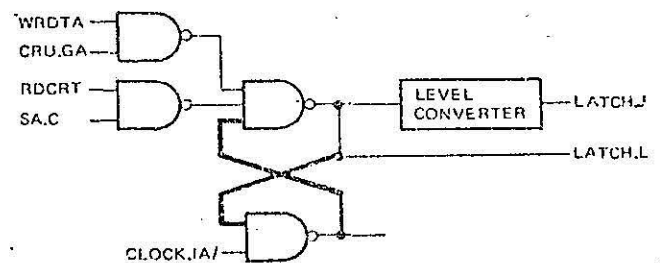 WRDTA
CRU.GA
RDCRT
SA.C
LEVEL
CONVERTER
LATCH.J
LATCH.L
CLOCK.IA/